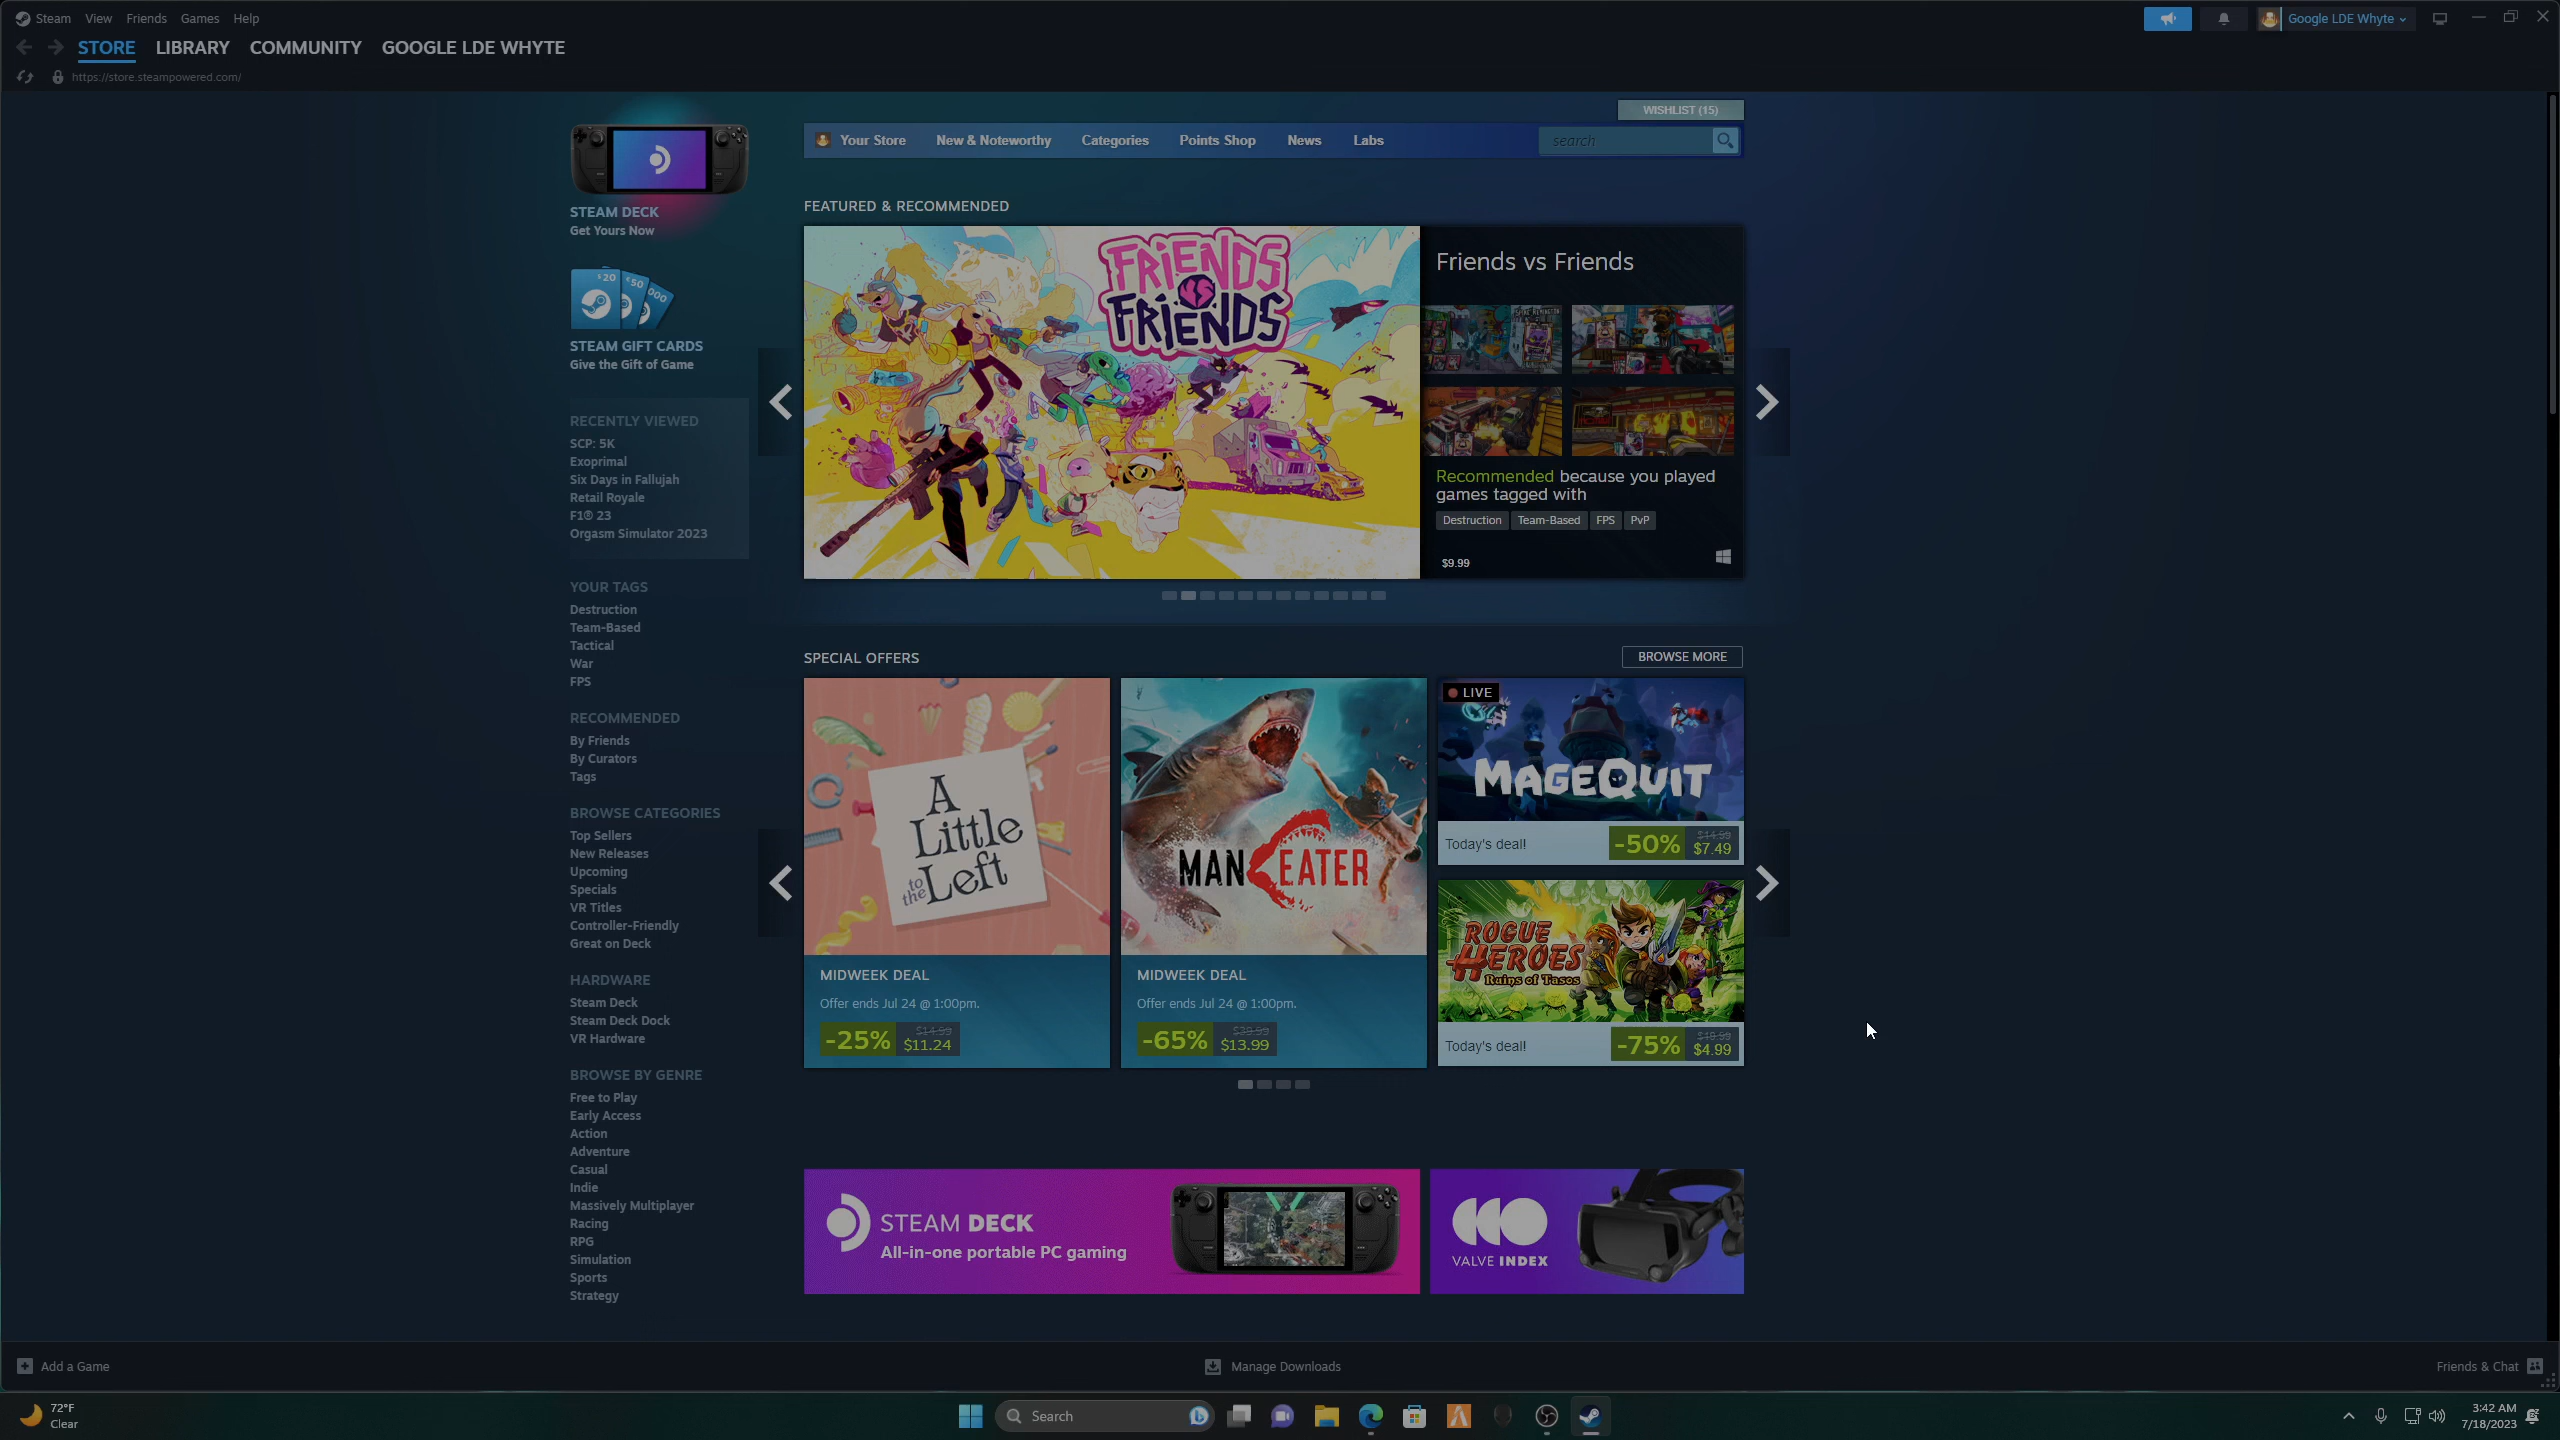 Steam View Friends Games Help
Google LDE Whyte
STORE LIBRARY COMMUNITY GOOGLE LDE WHYTE
https://store.steampowered.com/
WISHLIST (15)
Your Store New & Noteworthy Categories Points Shop News Labs search
STEAM DECK
Get Yours Now
$20 $50
STEAM GIFT CARDS
Give the Gift of Game
RECENTLY VIEWED
SCP: 5K
Exoprimal
Six Days in Fallujah
Retail Royale
F1® 23
Orgasm Simulator 2023
YOUR TAGS
Destruction
Team-Based
Tactical
War
FPS
RECOMMENDED
By Friends
By Curators
Tags
BROWSE CATEGORIES
Top Sellers
New Releases
Upcoming
Specials
VR Titles
Controller-Friendly
Great on Deck
HARDWARE
Steam Deck
Steam Deck Dock
VR Hardware
BROWSE BY GENRE
Free to Play
Early Access
Action
Adventure
Casual
Indie
Massively Multiplayer
Racing
RPG
Simulation
Sports
Strategy
FEATURED & RECOMMENDED
FRIENDS
VS
FRIENDS
Friends vs Friends
Recommended because you played
games tagged with
Destruction Team-Based FPS PvP
$9.99
SPECIAL OFFERS
BROWSE MORE
A
Little
to the Left
MIDWEEK DEAL
Offer ends Jul 24 @ 1:00pm.
-25% $14.99
$11.24
MANEATER
MIDWEEK DEAL
Offer ends Jul 24 @ 1:00pm.
-65% $39.99
$13.99
LIVE
MAGEQUIT
Today's deal!
-50% $14.99
$7.49
ROGUE
HEROES
Ruins of Tasos
Today's deal!
-75% $19.99
$4.99
STEAM DECK
All-in-one portable PC gaming
VALVE INDEX
Add a Game
Manage Downloads
Friends & Chat
72°F
Clear
Search
3:42 AM
7/18/2023